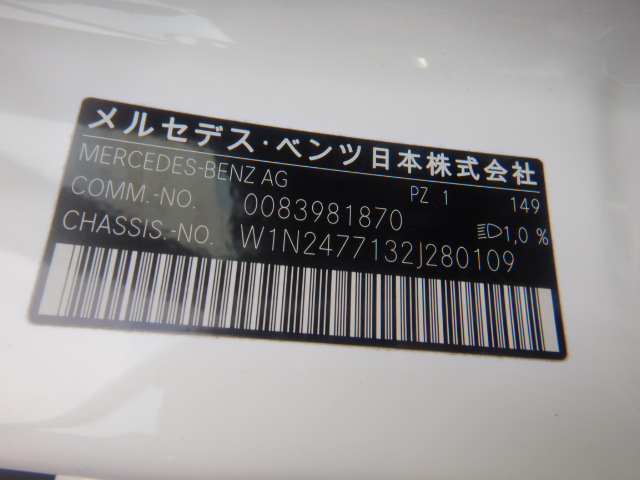 メルセデス・ベンツ日本株式会社
MERCEDES-BENZ AG PZ 1 149
COMM.-NO. 0083981870 1,0 %
CHASSIS.-NO. W1N2477132J280109